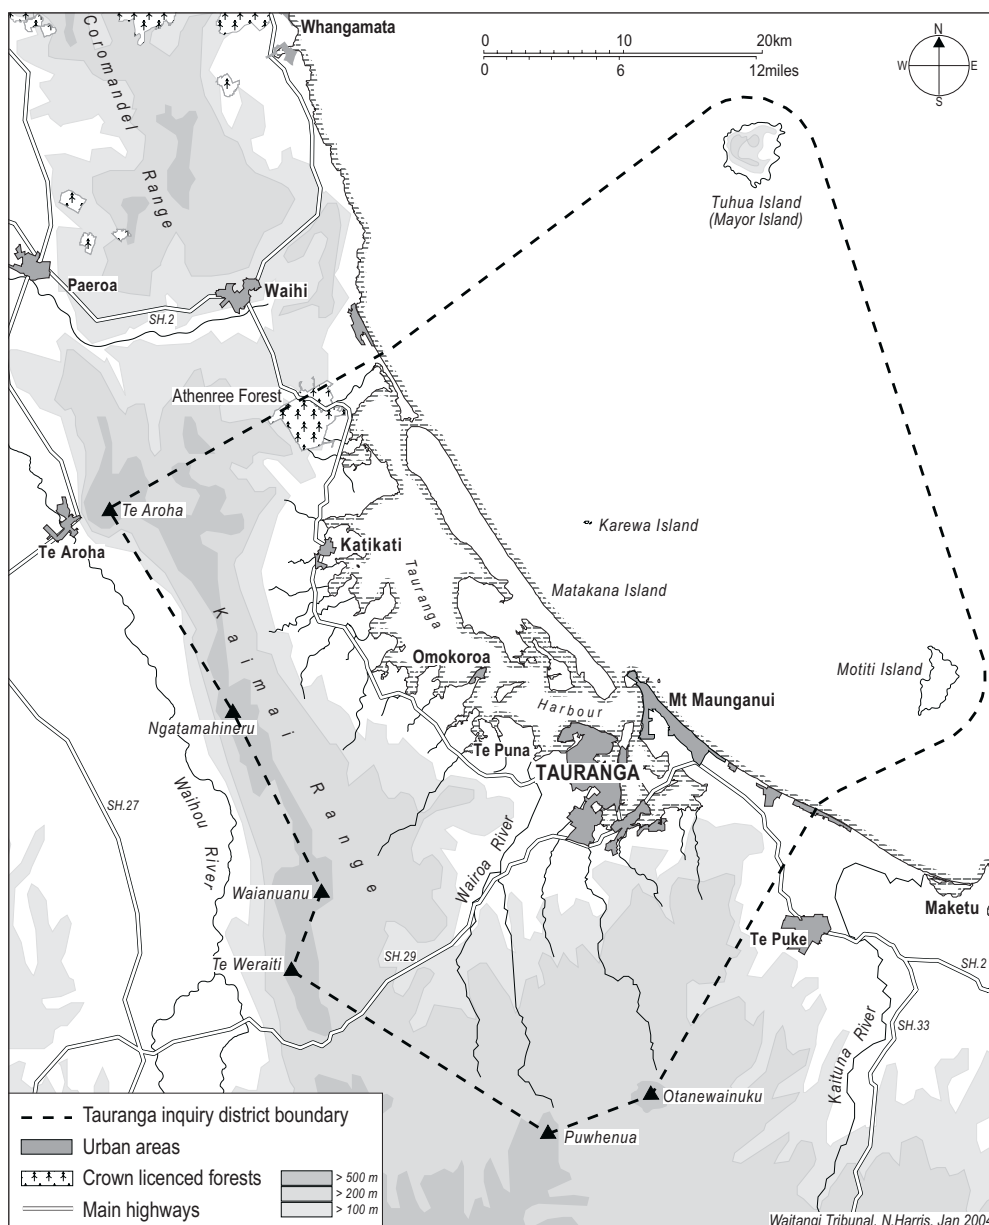 Whangamata
0 10 20km
0 6 12miles
N
W E
S
Coromandel
Range
Tuhua Island
(Mayor Island)
Paeroa
Waihi
SH.2
Athenree Forest
Te Aroha
Te Aroha
Karewa Island
Katikati
Tauranga
Matakana Island
Kaimai Range
Omokoroa
Motiti Island
Harbour
Mt Maunganui
Ngatamahineru
Te Puna
TAURANGA
SH.27
Waihou
River
Wairoa River
Waianuanu
Maketu
Te Puke
Te Weraiti
SH.29
SH.2
SH.33
Kaituna River
Otanewainuku
Puwhenua
Tauranga inquiry district boundary
Urban areas
Crown licenced forests
Main highways
> 500 m
> 200 m
> 100 m
Waitangi Tribunal, N.Harris, Jan 2004